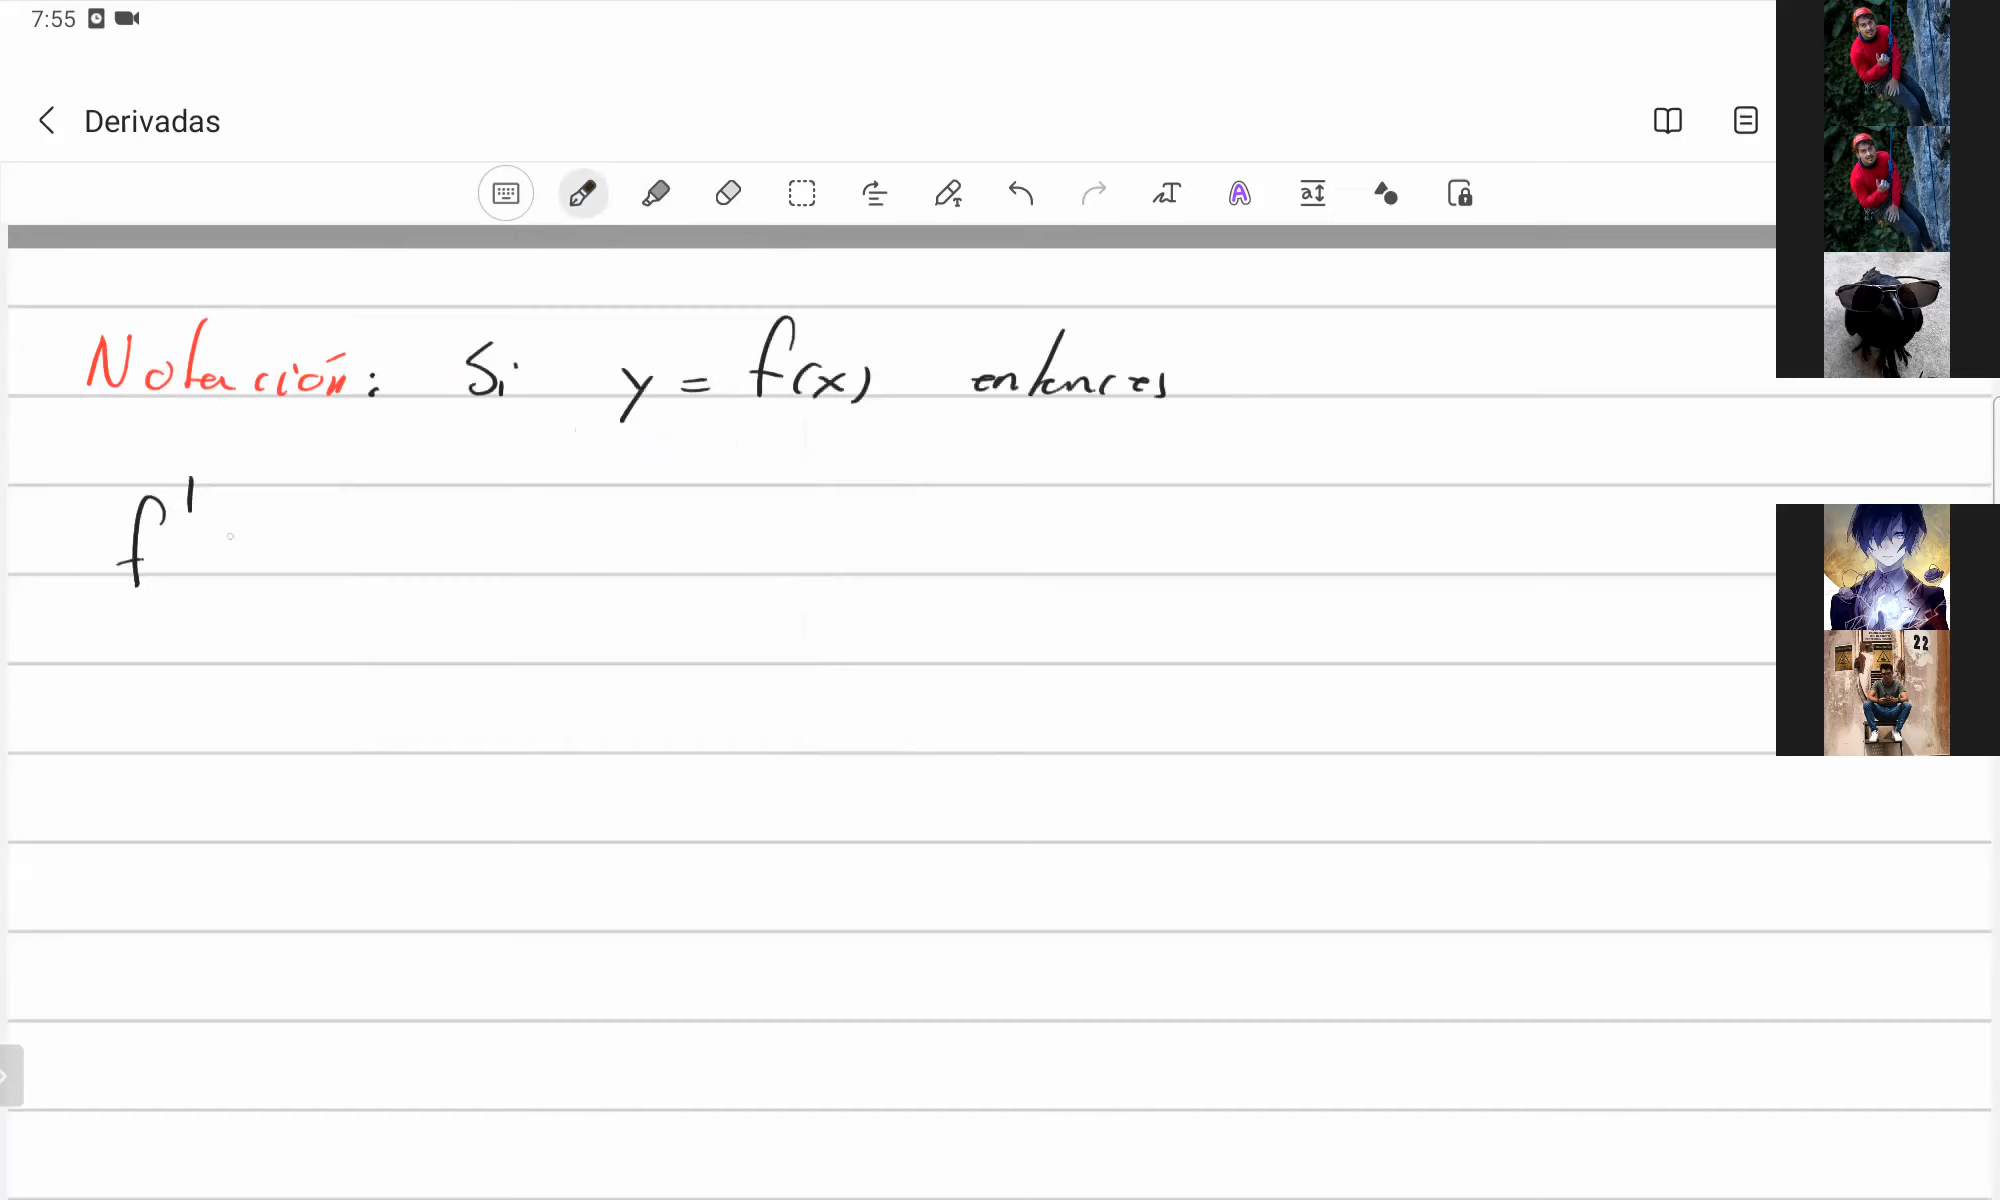 7:55
Derivadas
Notación: Si y = f(x) entonces
f'
22